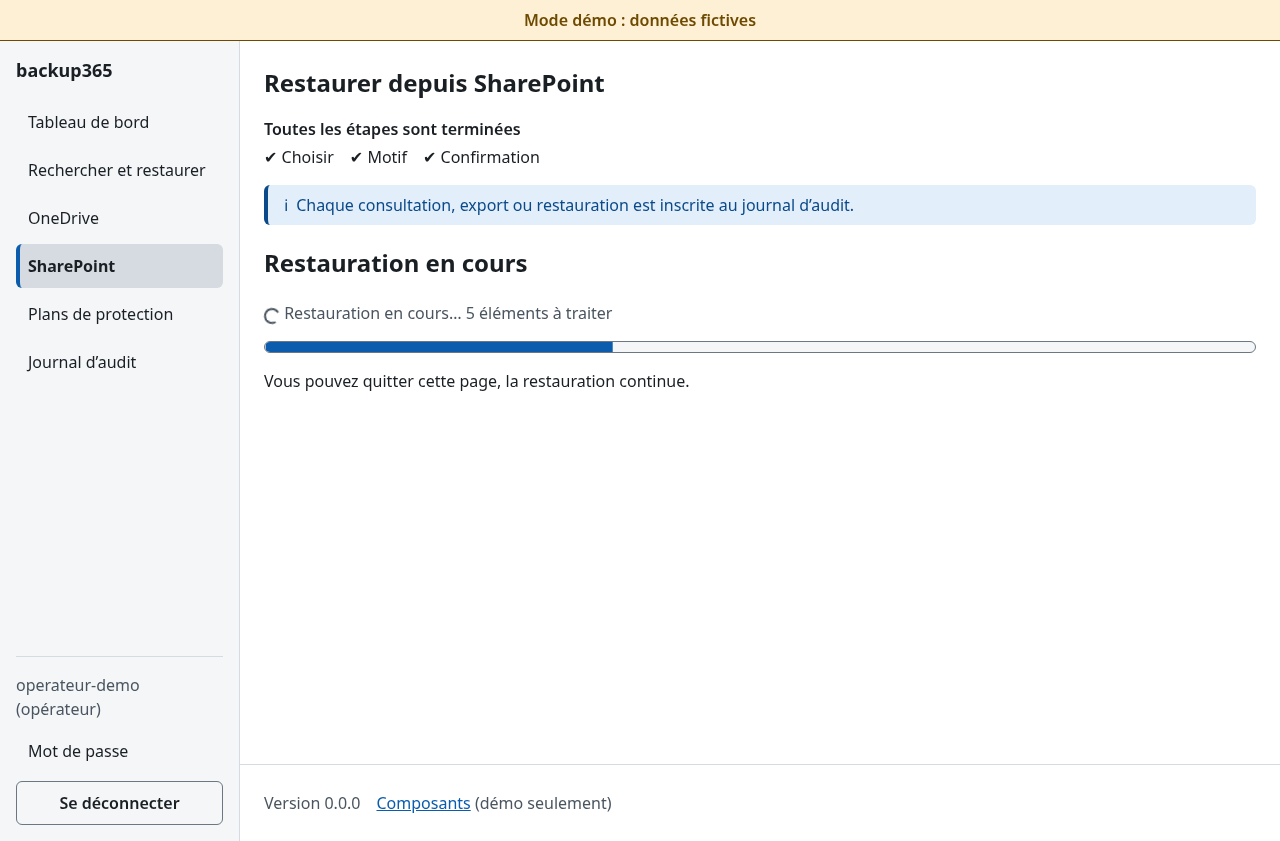 Mode démo : données fictives
backup365
Tableau de bord
Rechercher et restaurer
OneDrive
SharePoint
Plans de protection
Journal d’audit
operateur-demo
(opérateur)
Mot de passe
Se déconnecter
Restaurer depuis SharePoint
Toutes les étapes sont terminées
✔ Choisir ✔ Motif ✔ Confirmation
i Chaque consultation, export ou restauration est inscrite au journal d’audit.
Restauration en cours
Restauration en cours… 5 éléments à traiter
Vous pouvez quitter cette page, la restauration continue.
Version 0.0.0 Composants (démo seulement)